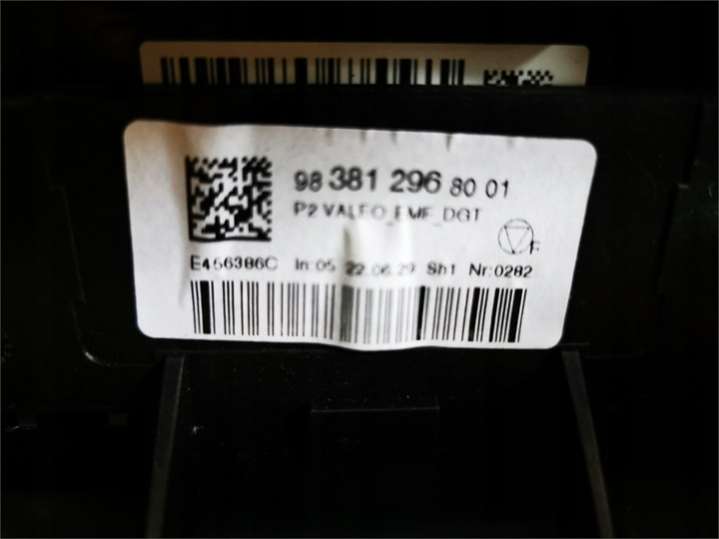 98 381 296 80 01
P2 VALEO_EMF_DGT
F
E456386C In:05 22.06.29 Sh1 Nr:0282